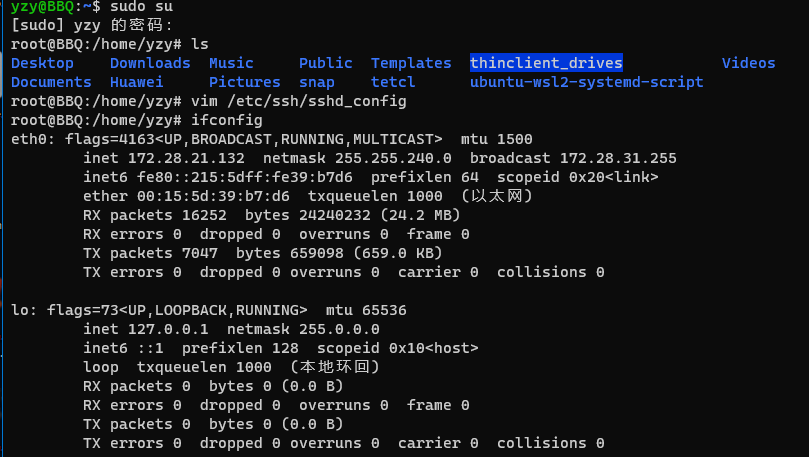 yzy@BBQ:~$ sudo su
[sudo] yzy 的密码：
root@BBQ:/home/yzy# ls
Desktop    Downloads  Music     Public  Templates  thinclient_drives           Videos
Documents  Huawei     Pictures  snap    tetcl      ubuntu-wsl2-systemd-script
root@BBQ:/home/yzy# vim /etc/ssh/sshd_config
root@BBQ:/home/yzy# ifconfig
eth0: flags=4163<UP,BROADCAST,RUNNING,MULTICAST>  mtu 1500
        inet 172.28.21.132  netmask 255.255.240.0  broadcast 172.28.31.255
        inet6 fe80::215:5dff:fe39:b7d6  prefixlen 64  scopeid 0x20<link>
        ether 00:15:5d:39:b7:d6  txqueuelen 1000  (以太网)
        RX packets 16252  bytes 24240232 (24.2 MB)
        RX errors 0  dropped 0  overruns 0  frame 0
        TX packets 7047  bytes 659098 (659.0 KB)
        TX errors 0  dropped 0 overruns 0  carrier 0  collisions 0

lo: flags=73<UP,LOOPBACK,RUNNING>  mtu 65536
        inet 127.0.0.1  netmask 255.0.0.0
        inet6 ::1  prefixlen 128  scopeid 0x10<host>
        loop  txqueuelen 1000  (本地环回)
        RX packets 0  bytes 0 (0.0 B)
        RX errors 0  dropped 0  overruns 0  frame 0
        TX packets 0  bytes 0 (0.0 B)
        TX errors 0  dropped 0 overruns 0  carrier 0  collisions 0